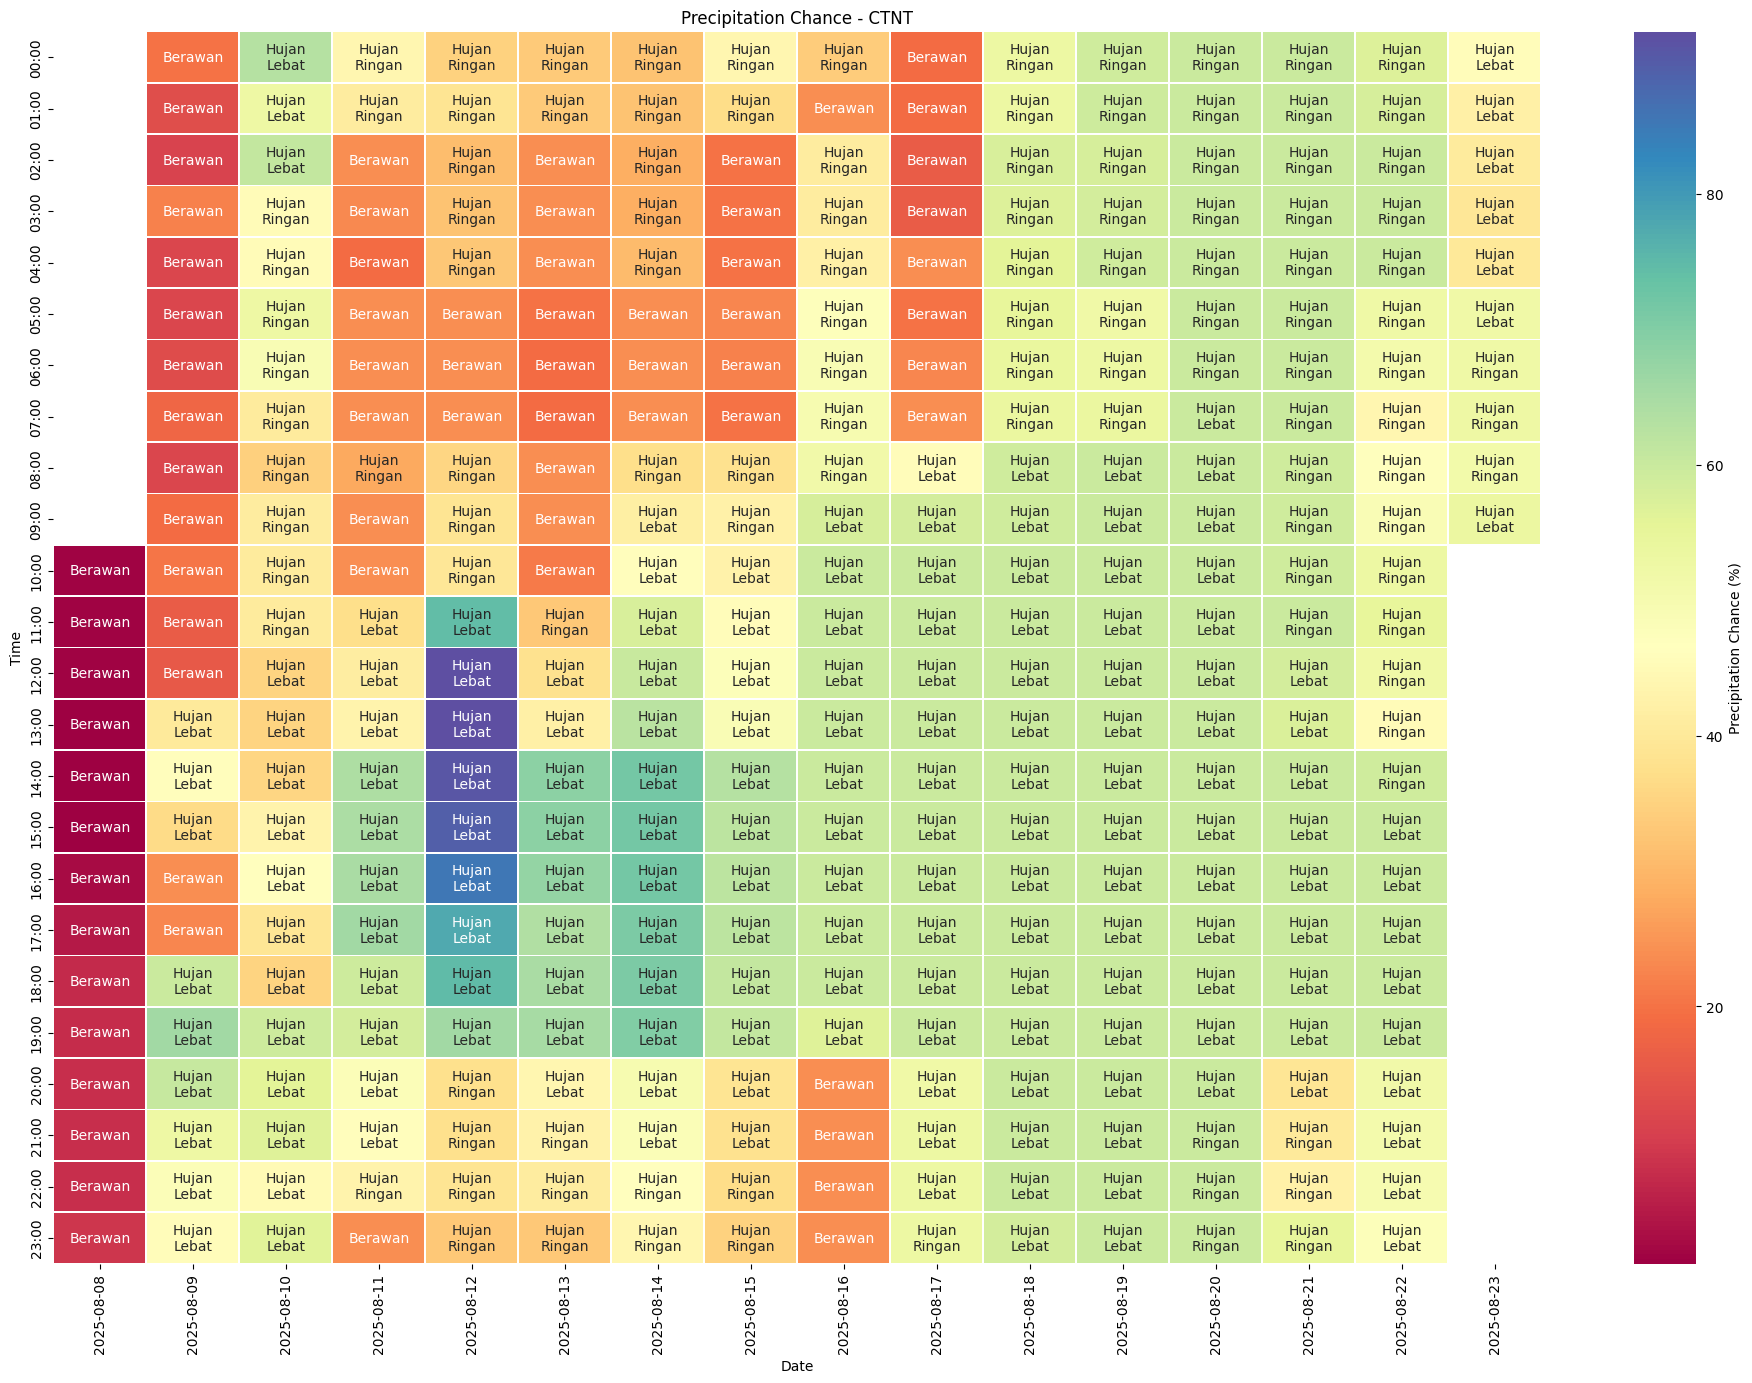 Precipitation Chance - CTNT
00:00 Berawan Hujan Lebat Hujan Ringan Hujan Ringan Hujan Ringan Hujan Ringan Hujan Ringan Hujan Ringan Berawan Hujan Ringan Hujan Ringan Hujan Ringan Hujan Ringan Hujan Ringan Hujan Lebat
01:00 Berawan Hujan Lebat Hujan Ringan Hujan Ringan Hujan Ringan Hujan Ringan Hujan Ringan Berawan Berawan Hujan Ringan Hujan Ringan Hujan Ringan Hujan Ringan Hujan Ringan Hujan Lebat
02:00 Berawan Hujan Lebat Berawan Hujan Ringan Berawan Hujan Ringan Berawan Hujan Ringan Berawan Hujan Ringan Hujan Ringan Hujan Ringan Hujan Ringan Hujan Ringan Hujan Lebat
03:00 Berawan Hujan Ringan Berawan Hujan Ringan Berawan Hujan Ringan Berawan Hujan Ringan Berawan Hujan Ringan Hujan Ringan Hujan Ringan Hujan Ringan Hujan Ringan Hujan Lebat
04:00 Berawan Hujan Ringan Berawan Hujan Ringan Berawan Hujan Ringan Berawan Hujan Ringan Berawan Hujan Ringan Hujan Ringan Hujan Ringan Hujan Ringan Hujan Ringan Hujan Lebat
05:00 Berawan Hujan Ringan Berawan Berawan Berawan Berawan Berawan Hujan Ringan Berawan Hujan Ringan Hujan Ringan Hujan Ringan Hujan Ringan Hujan Ringan Hujan Lebat
06:00 Berawan Hujan Ringan Berawan Berawan Berawan Berawan Berawan Hujan Ringan Berawan Hujan Ringan Hujan Ringan Hujan Ringan Hujan Ringan Hujan Ringan Hujan Ringan
07:00 Berawan Hujan Ringan Berawan Berawan Berawan Berawan Berawan Hujan Ringan Berawan Hujan Ringan Hujan Ringan Hujan Lebat Hujan Ringan Hujan Ringan Hujan Ringan
08:00 Berawan Hujan Ringan Hujan Ringan Hujan Ringan Berawan Hujan Ringan Hujan Ringan Hujan Ringan Hujan Lebat Hujan Lebat Hujan Lebat Hujan Lebat Hujan Ringan Hujan Ringan Hujan Ringan
09:00 Berawan Hujan Ringan Berawan Hujan Ringan Berawan Hujan Lebat Hujan Ringan Hujan Lebat Hujan Lebat Hujan Lebat Hujan Lebat Hujan Lebat Hujan Ringan Hujan Ringan Hujan Lebat
10:00 Berawan Berawan Hujan Ringan Berawan Hujan Ringan Berawan Hujan Lebat Hujan Lebat Hujan Lebat Hujan Lebat Hujan Lebat Hujan Lebat Hujan Lebat Hujan Ringan Hujan Ringan
11:00 Berawan Berawan Hujan Ringan Hujan Lebat Hujan Lebat Hujan Ringan Hujan Lebat Hujan Lebat Hujan Lebat Hujan Lebat Hujan Lebat Hujan Lebat Hujan Lebat Hujan Ringan Hujan Ringan
12:00 Berawan Berawan Hujan Lebat Hujan Lebat Hujan Lebat Hujan Lebat Hujan Lebat Hujan Lebat Hujan Lebat Hujan Lebat Hujan Lebat Hujan Lebat Hujan Lebat Hujan Lebat Hujan Ringan
13:00 Berawan Hujan Lebat Hujan Lebat Hujan Lebat Hujan Lebat Hujan Lebat Hujan Lebat Hujan Lebat Hujan Lebat Hujan Lebat Hujan Lebat Hujan Lebat Hujan Lebat Hujan Lebat Hujan Ringan
14:00 Berawan Hujan Lebat Hujan Lebat Hujan Lebat Hujan Lebat Hujan Lebat Hujan Lebat Hujan Lebat Hujan Lebat Hujan Lebat Hujan Lebat Hujan Lebat Hujan Lebat Hujan Lebat Hujan Ringan
15:00 Berawan Hujan Lebat Hujan Lebat Hujan Lebat Hujan Lebat Hujan Lebat Hujan Lebat Hujan Lebat Hujan Lebat Hujan Lebat Hujan Lebat Hujan Lebat Hujan Lebat Hujan Lebat Hujan Lebat
16:00 Berawan Berawan Hujan Lebat Hujan Lebat Hujan Lebat Hujan Lebat Hujan Lebat Hujan Lebat Hujan Lebat Hujan Lebat Hujan Lebat Hujan Lebat Hujan Lebat Hujan Lebat Hujan Lebat
17:00 Berawan Berawan Hujan Lebat Hujan Lebat Hujan Lebat Hujan Lebat Hujan Lebat Hujan Lebat Hujan Lebat Hujan Lebat Hujan Lebat Hujan Lebat Hujan Lebat Hujan Lebat Hujan Lebat
18:00 Berawan Hujan Lebat Hujan Lebat Hujan Lebat Hujan Lebat Hujan Lebat Hujan Lebat Hujan Lebat Hujan Lebat Hujan Lebat Hujan Lebat Hujan Lebat Hujan Lebat Hujan Lebat Hujan Lebat
19:00 Berawan Hujan Lebat Hujan Lebat Hujan Lebat Hujan Lebat Hujan Lebat Hujan Lebat Hujan Lebat Hujan Lebat Hujan Lebat Hujan Lebat Hujan Lebat Hujan Lebat Hujan Lebat Hujan Lebat
20:00 Berawan Hujan Lebat Hujan Lebat Hujan Lebat Hujan Ringan Hujan Lebat Hujan Lebat Hujan Lebat Berawan Hujan Lebat Hujan Lebat Hujan Lebat Hujan Lebat Hujan Lebat Hujan Lebat
21:00 Berawan Hujan Lebat Hujan Lebat Hujan Lebat Hujan Ringan Hujan Ringan Hujan Lebat Hujan Lebat Berawan Hujan Lebat Hujan Lebat Hujan Lebat Hujan Ringan Hujan Ringan Hujan Lebat
22:00 Berawan Hujan Lebat Hujan Lebat Hujan Ringan Hujan Ringan Hujan Ringan Hujan Ringan Hujan Ringan Berawan Hujan Lebat Hujan Lebat Hujan Lebat Hujan Ringan Hujan Ringan Hujan Lebat
23:00 Berawan Hujan Lebat Hujan Lebat Berawan Hujan Ringan Hujan Ringan Hujan Ringan Hujan Ringan Berawan Hujan Ringan Hujan Lebat Hujan Lebat Hujan Ringan Hujan Ringan Hujan Lebat
Time
2025-08-08 2025-08-09 2025-08-10 2025-08-11 2025-08-12 2025-08-13 2025-08-14 2025-08-15 2025-08-16 2025-08-17 2025-08-18 2025-08-19 2025-08-20 2025-08-21 2025-08-22 2025-08-23
Date
80
60
40
20
Precipitation Chance (%)